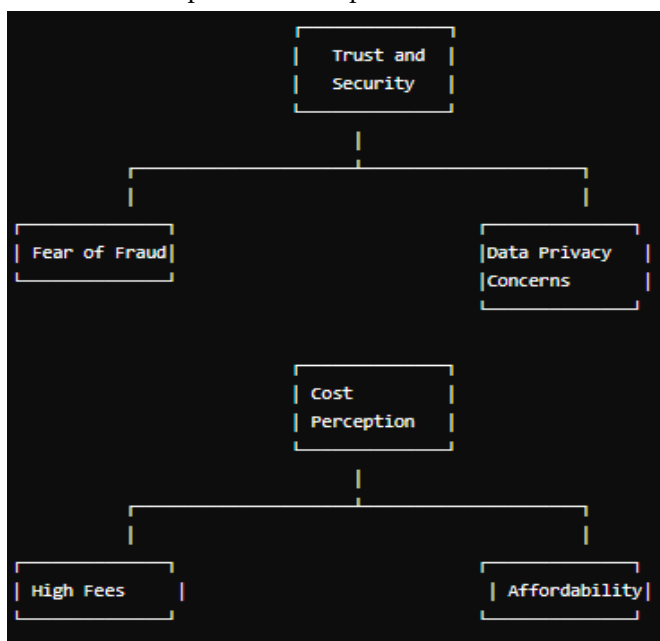 Trust and
Security
Fear of Fraud
Data Privacy
Concerns
Cost
Perception
High Fees
Affordability